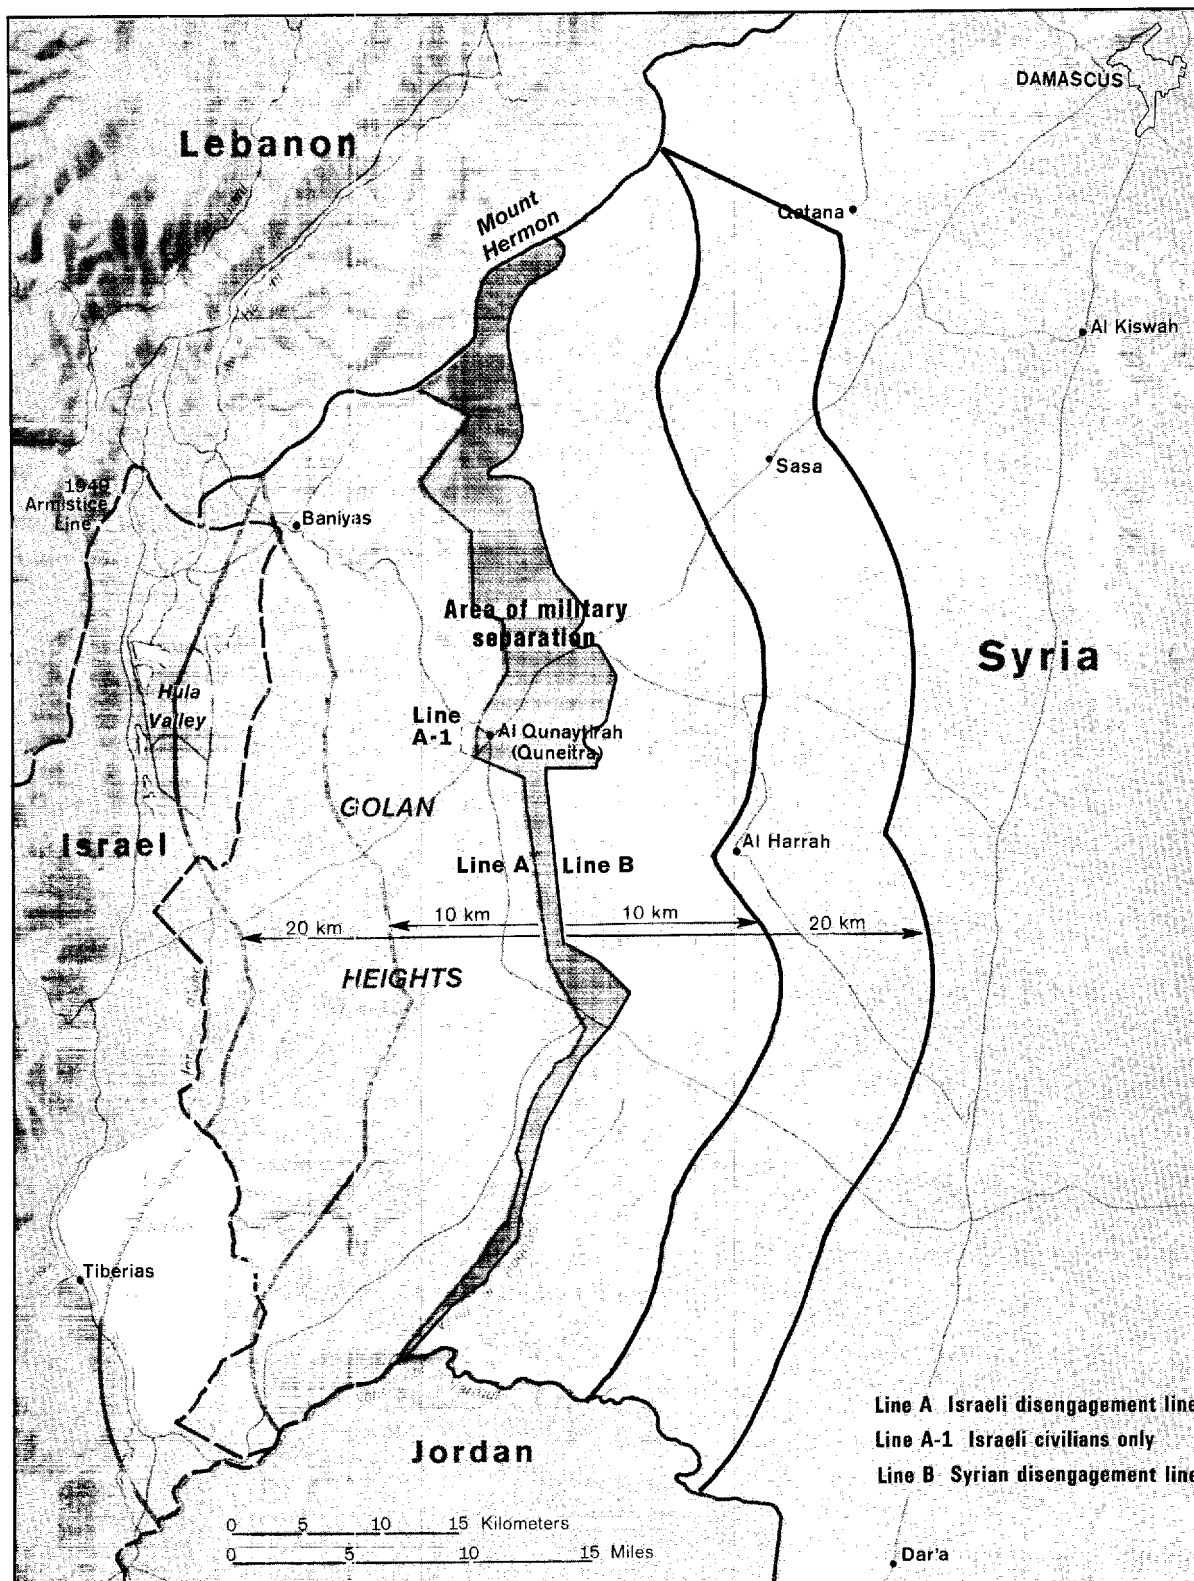 DAMASCUS
Lebanon
Mount
Hermon
Qatana
Al Kiswah
Sasa
1949
Armistice
Line
Baniyas
Area of military
separation
Syria
Hula
Valley
Line
A-1
Al Qunaytirah
(Quneitra)
GOLAN
Israel
Line A
Line B
Al Harrah
20 km
10 km
10 km
20 km
HEIGHTS
Tiberias
Line A Israeli disengagement line
Line A-1 Israeli civilians only
Line B Syrian disengagement line
Jordan
0 5 10 15 Kilometers
0 5 10 15 Miles
Dar'a